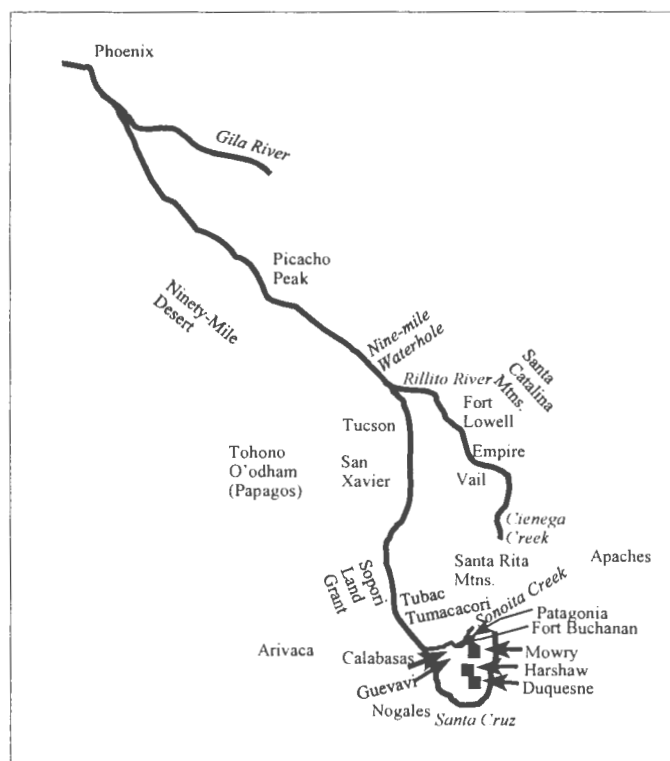 Phoenix
Gila River
Picacho
Peak
Ninety-Mile
Desert
Nine-mile
Waterhole
Santa
Catalina
Mtns.
Rillito River
Fort
Lowell
Tucson
Empire
Tohono
O'odham
(Papagos)
San
Xavier
Vail
Cienega
Creek
Santa Rita
Mtns.
Apaches
Sopori
Land
Grant
Tubac
Tumacacori
Sonoita Creek
Patagonia
Fort Buchanan
Arivaca
Calabasas
Mowry
Harshaw
Guevavi
Duquesne
Nogales
Santa Cruz